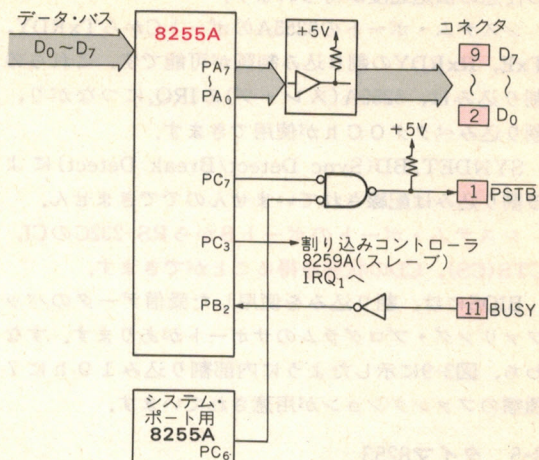 データ・バス
D₀～D₇
8255A
PA₇
～
PA₀
+5V
コネクタ
9 D₇
～
2 D₀
+5V
PC₇
1 P̅S̅T̅B̅
PC₃
割り込みコントローラ
8259A(スレーブ)
IRQ₁へ
PB₂
11 BUSY
システム・
ポート用
8255A
PC₆